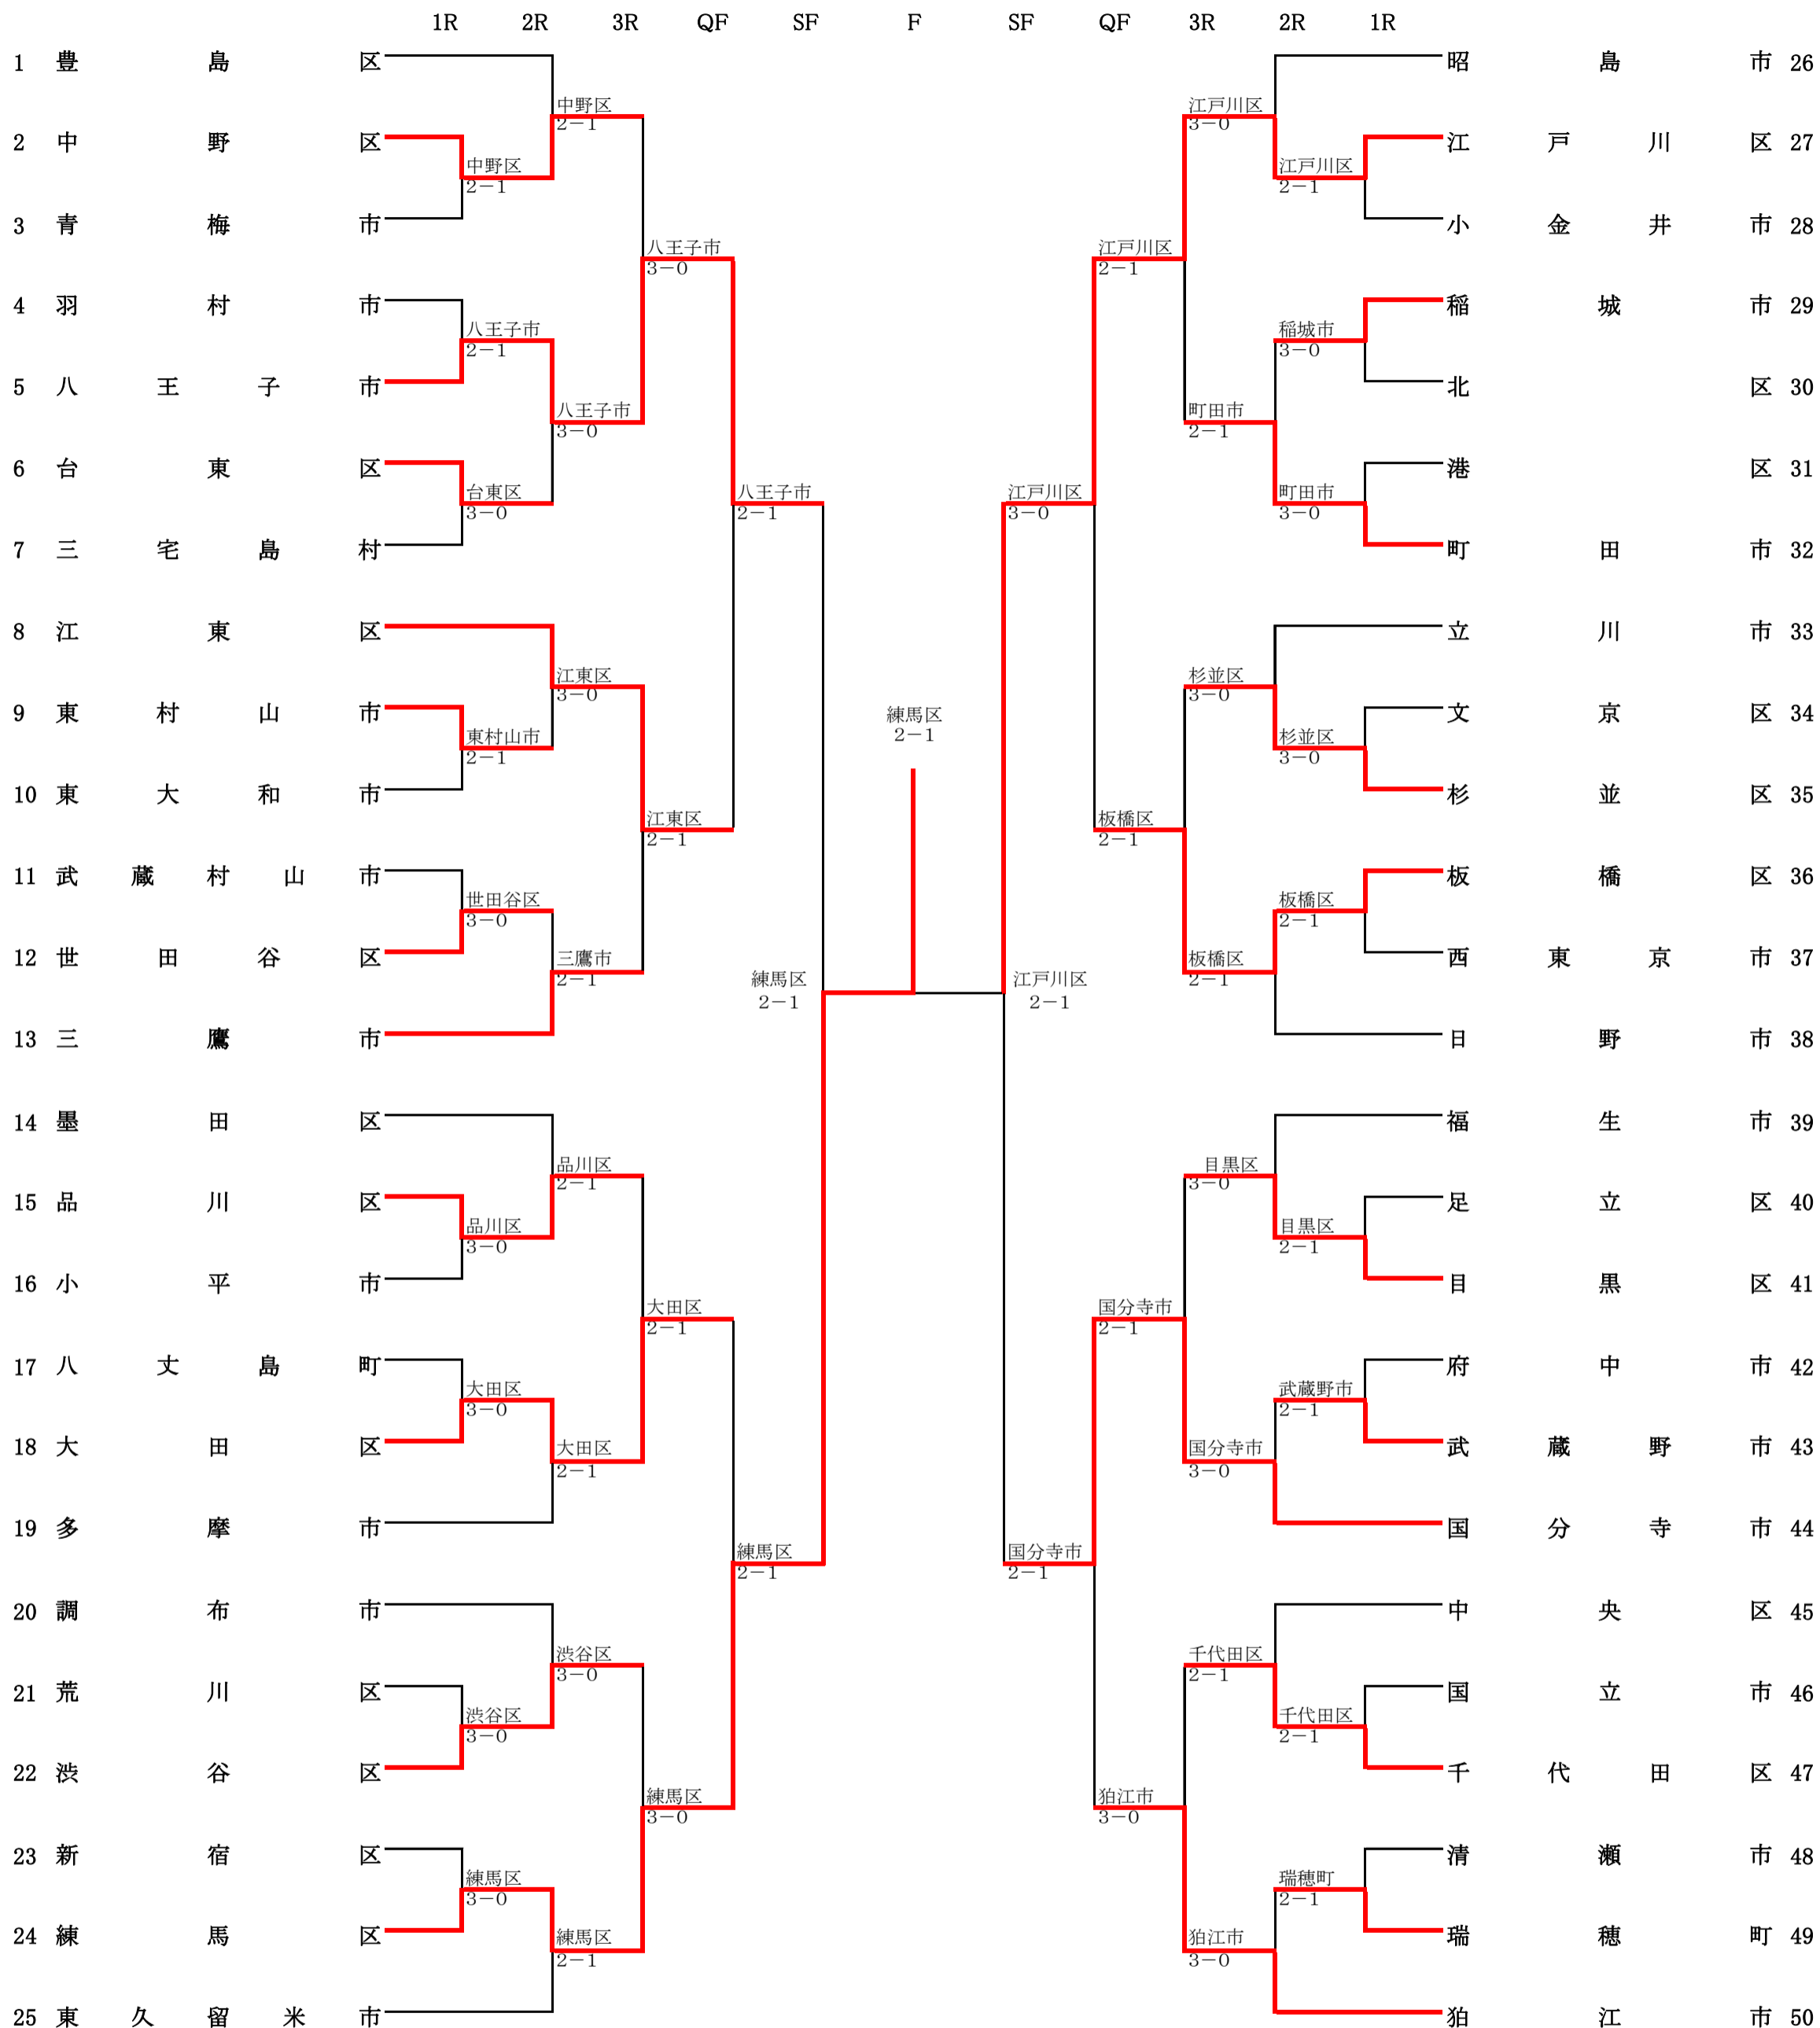 1R 2R 3R QF SF F SF QF 3R 2R 1R
1 豊島区 昭島市 26
中野区 江戸川区
2－1 3－0
2 中野区 江戸川区 27
中野区 江戸川区
2－1 2－1
3 青梅市 小金井市 28
八王子市 江戸川区
3－0 2－1
4 羽村市 稲城市 29
八王子市 稲城市
2－1 3－0
5 八王子市 北区 30
八王子市 町田市
3－0 2－1
6 台東区 港区 31
台東区 八王子市 江戸川区 町田市
3－0 2－1 3－0 3－0
7 三宅島村 町田市 32
8 江東区 立川市 33
江東区 杉並区
3－0 3－0
9 東村山市 練馬区 文京区 34
東村山市 2－1 杉並区
2－1 3－0
10 東大和市 杉並区 35
江東区 板橋区
2－1 2－1
11 武蔵村山市 板橋区 36
世田谷区 板橋区
3－0 2－1
12 世田谷区 西東京市 37
三鷹市 練馬区 江戸川区 板橋区
2－1 2－1 2－1 2－1
13 三鷹市 日野市 38
14 墨田区 福生市 39
品川区 目黒区
2－1 3－0
15 品川区 足立区 40
品川区 目黒区
3－0 2－1
16 小平市 目黒区 41
大田区 国分寺市
2－1 2－1
17 八丈島町 府中市 42
大田区 武蔵野市
3－0 2－1
18 大田区 武蔵野市 43
大田区 国分寺市
2－1 3－0
19 多摩市 国分寺市 44
練馬区 国分寺市
2－1 2－1
20 調布市 中央区 45
渋谷区 千代田区
3－0 2－1
21 荒川区 国立市 46
渋谷区 千代田区
3－0 2－1
22 渋谷区 千代田区 47
練馬区 狛江市
3－0 3－0
23 新宿区 清瀬市 48
練馬区 瑞穂町
3－0 2－1
24 練馬区 瑞穂町 49
練馬区 狛江市
2－1 3－0
25 東久留米市 狛江市 50